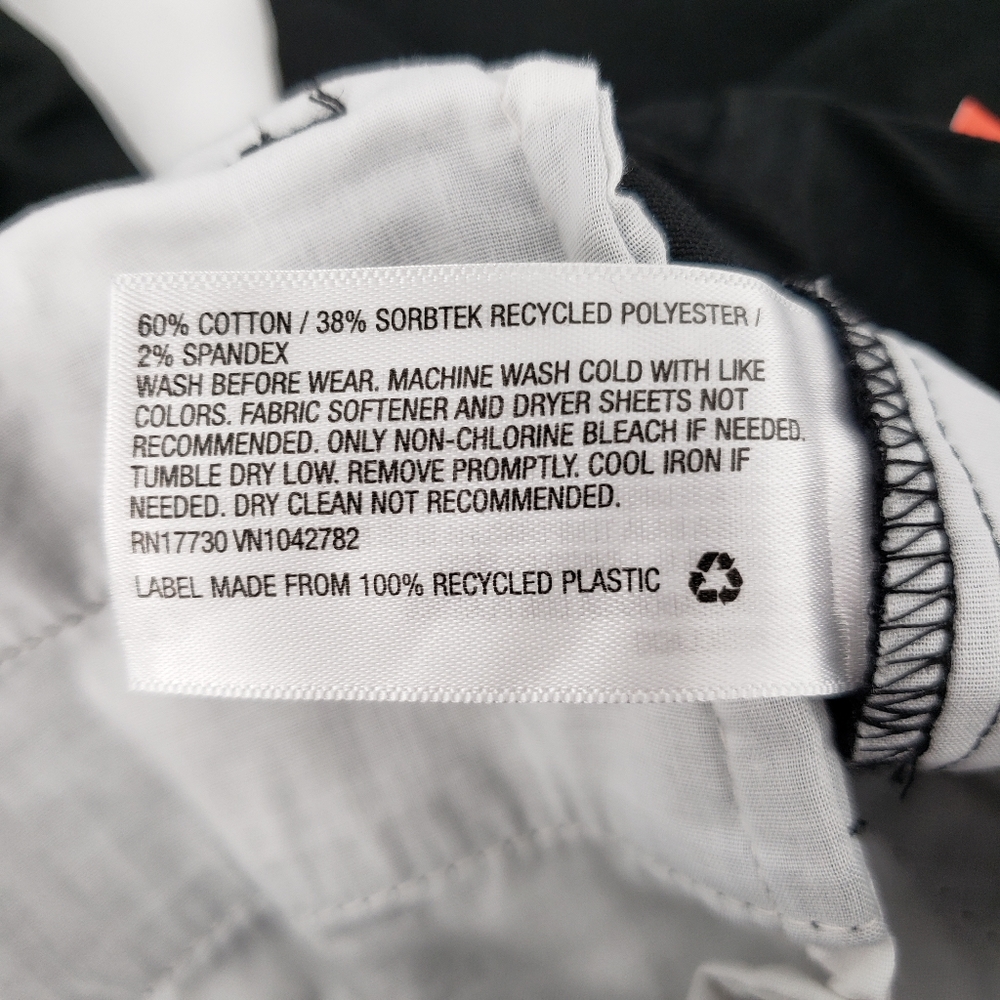 60% COTTON / 38% SORBTEK RECYCLED POLYESTER /
2% SPANDEX
WASH BEFORE WEAR. MACHINE WASH COLD WITH LIKE
COLORS. FABRIC SOFTENER AND DRYER SHEETS NOT
RECOMMENDED. ONLY NON-CHLORINE BLEACH IF NEEDED.
TUMBLE DRY LOW. REMOVE PROMPTLY. COOL IRON IF
NEEDED. DRY CLEAN NOT RECOMMENDED.
RN17730 VN1042782
LABEL MADE FROM 100% RECYCLED PLASTIC